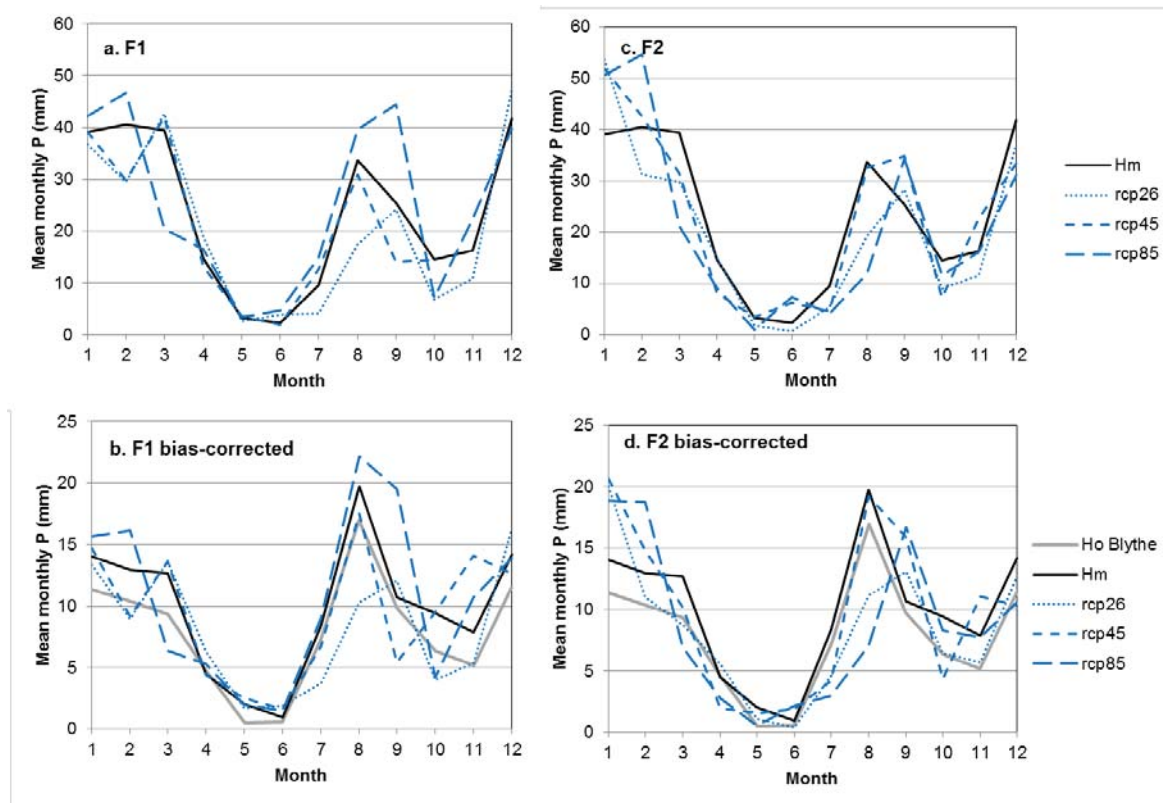 a. F1
Mean monthly P (mm)
60
50
40
30
20
10
0
1 2 3 4 5 6 7 8 9 10 11 12
Month
c. F2
Mean monthly P (mm)
60
50
40
30
20
10
0
1 2 3 4 5 6 7 8 9 10 11 12
Month
Hm
rcp26
rcp45
rcp85
b. F1 bias-corrected
Mean monthly P (mm)
25
20
15
10
5
0
1 2 3 4 5 6 7 8 9 10 11 12
Month
d. F2 bias-corrected
Mean monthly P (mm)
25
20
15
10
5
0
1 2 3 4 5 6 7 8 9 10 11 12
Month
Ho Blythe
Hm
rcp26
rcp45
rcp85